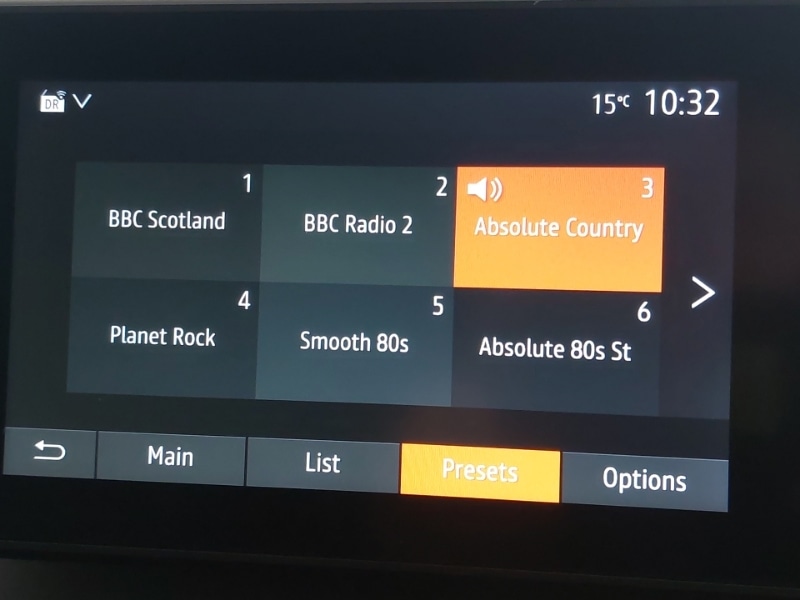 DR 15°C 10:32
1 2 3
BBC Scotland BBC Radio 2 Absolute Country
4 5 6
Planet Rock Smooth 80s Absolute 80s St
Main List Presets Options